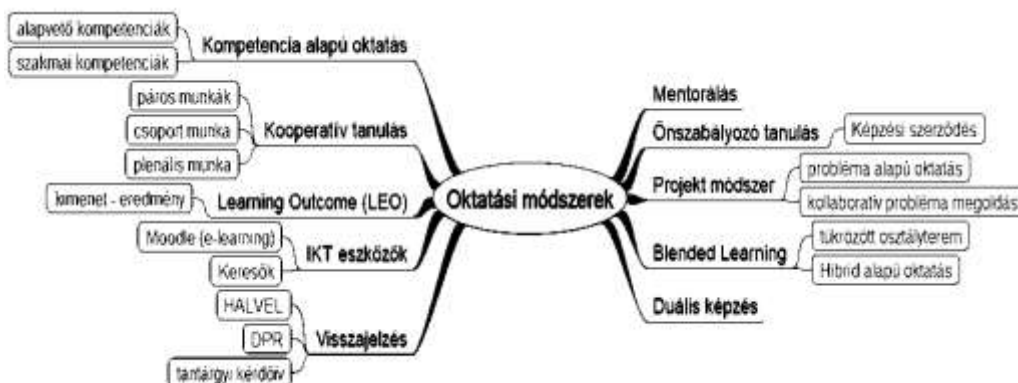 alapvető kompetenciák
szakmai kompetenciák
Kompetencia alapú oktatás
páros munkák
csoport munka
plenális munka
Kooperatív tanulás
kimenet - eredmény
Learning Outcome (LEO)
Moodle (e-learning)
Keresők
IKT eszközök
HALVEL
DPR
tantárgyi kérdőív
Visszajelzés
Oktatási módszerek
Mentorálás
Önszabályozó tanulás
Képzési szerződés
Projekt módszer
probléma alapú oktatás
kollaboratív probléma megoldás
Blended Learning
tükrözött osztályterem
Hibrid alapú oktatás
Duális képzés